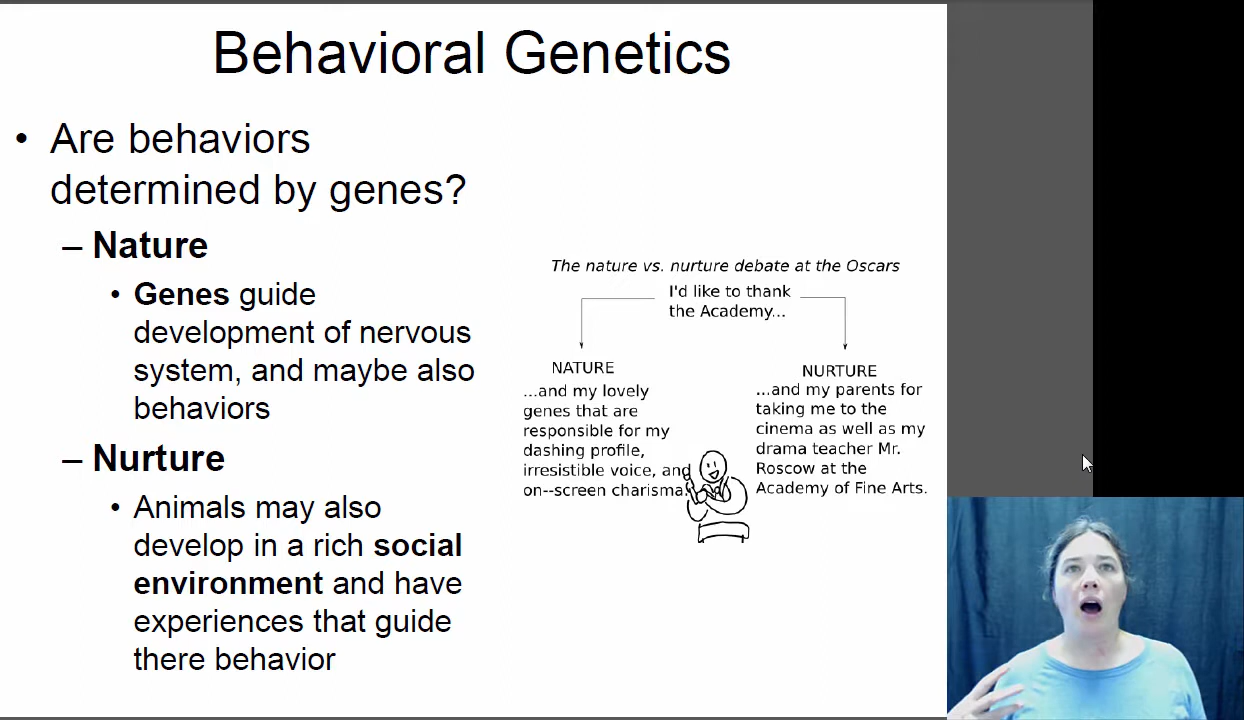 Behavioral Genetics
• Are behaviors
determined by genes?
– Nature
• Genes guide
development of nervous
system, and maybe also
behaviors
– Nurture
• Animals may also
develop in a rich social
environment and have
experiences that guide
there behavior
The nature vs. nurture debate at the Oscars
I'd like to thank
the Academy...
NATURE
...and my lovely
genes that are
responsible for my
dashing profile,
irresistible voice, and
on--screen charisma.
NURTURE
...and my parents for
taking me to the
cinema as well as my
drama teacher Mr.
Roscow at the
Academy of Fine Arts.